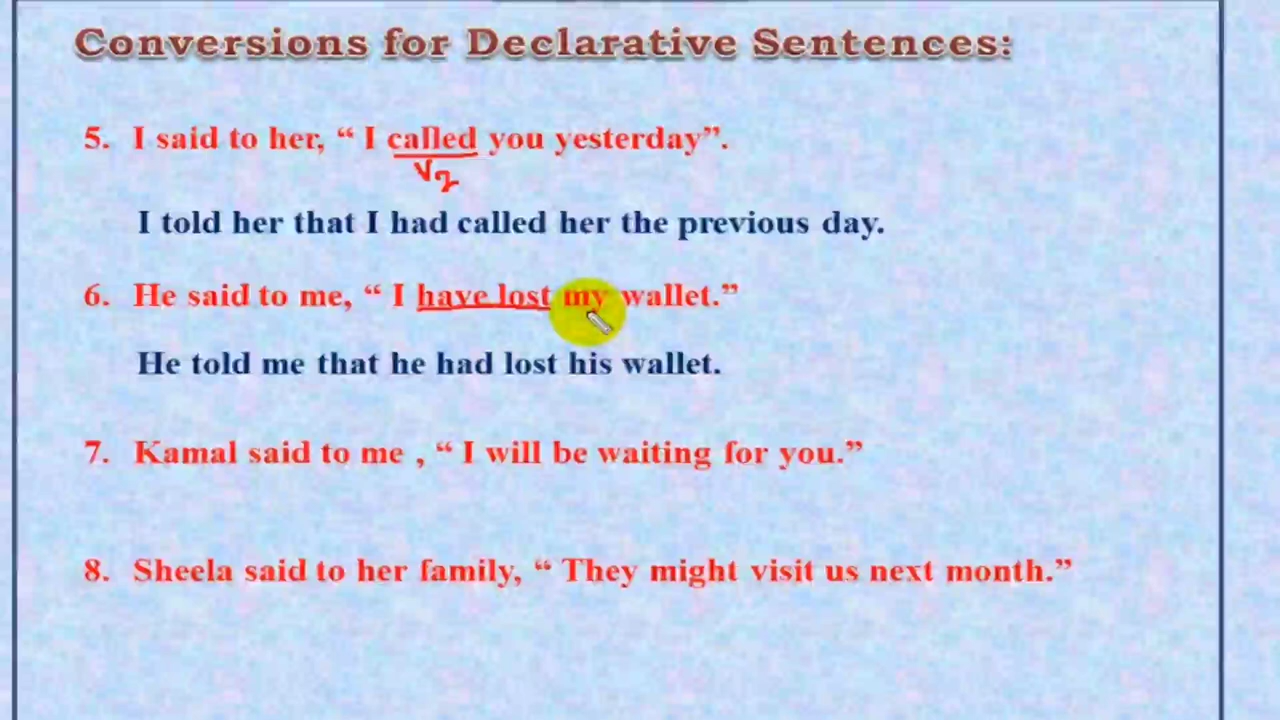 Conversions for Declarative Sentences:
5. I said to her, “ I called you yesterday”.
V2
I told her that I had called her the previous day.
6. He said to me, “ I have lost my wallet.”
He told me that he had lost his wallet.
7. Kamal said to me , “ I will be waiting for you.”
8. Sheela said to her family, “ They might visit us next month.”